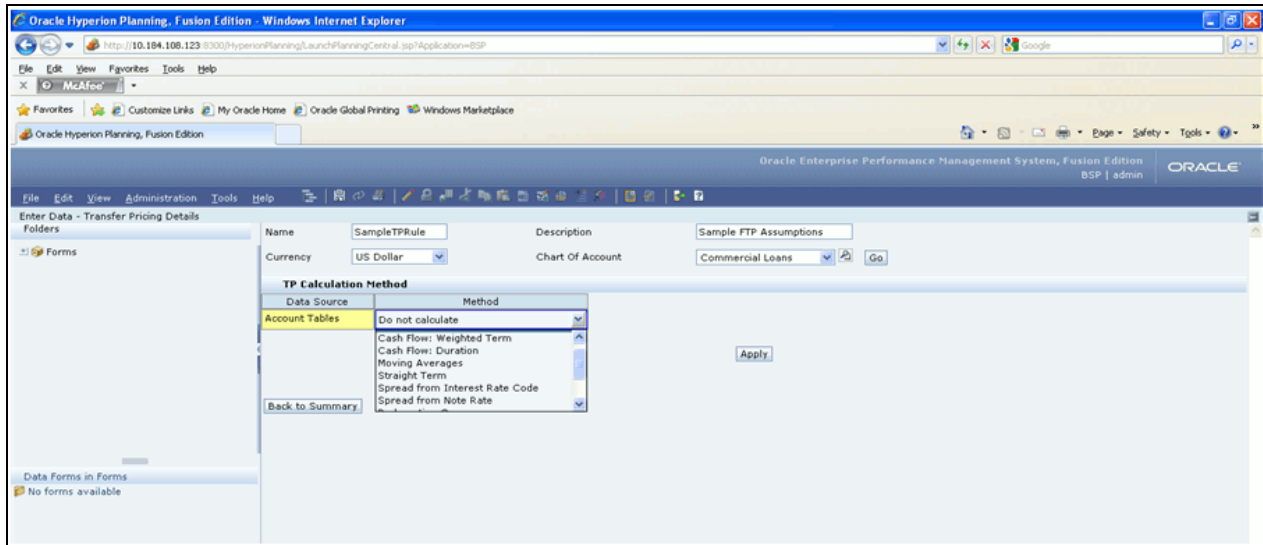 Oracle Hyperion Planning, Fusion Edition - Windows Internet Explorer
http://10.184.108.123:8300/HyperionPlanning/LaunchPlanningCentral.jsp?Application=BSP
Google
File Edit View Favorites Tools Help
X McAfee
Favorites Customize Links My Oracle Home Oracle Global Printing Windows Marketplace
Oracle Hyperion Planning, Fusion Edition
Page Safety Tools
Oracle Enterprise Performance Management System, Fusion Edition
BSP | admin
ORACLE
File Edit View Administration Tools Help
Enter Data - Transfer Pricing Details
Folders
Forms
Name SampleTPRule Description Sample FTP Assumptions
Currency US Dollar Chart Of Account Commercial Loans Go
TP Calculation Method
Data Source Method
Account Tables Do not calculate
Cash Flow: Weighted Term
Cash Flow: Duration
Moving Averages
Straight Term
Spread from Interest Rate Code
Spread from Note Rate
Apply
Back to Summary
Data Forms in Forms
No forms available